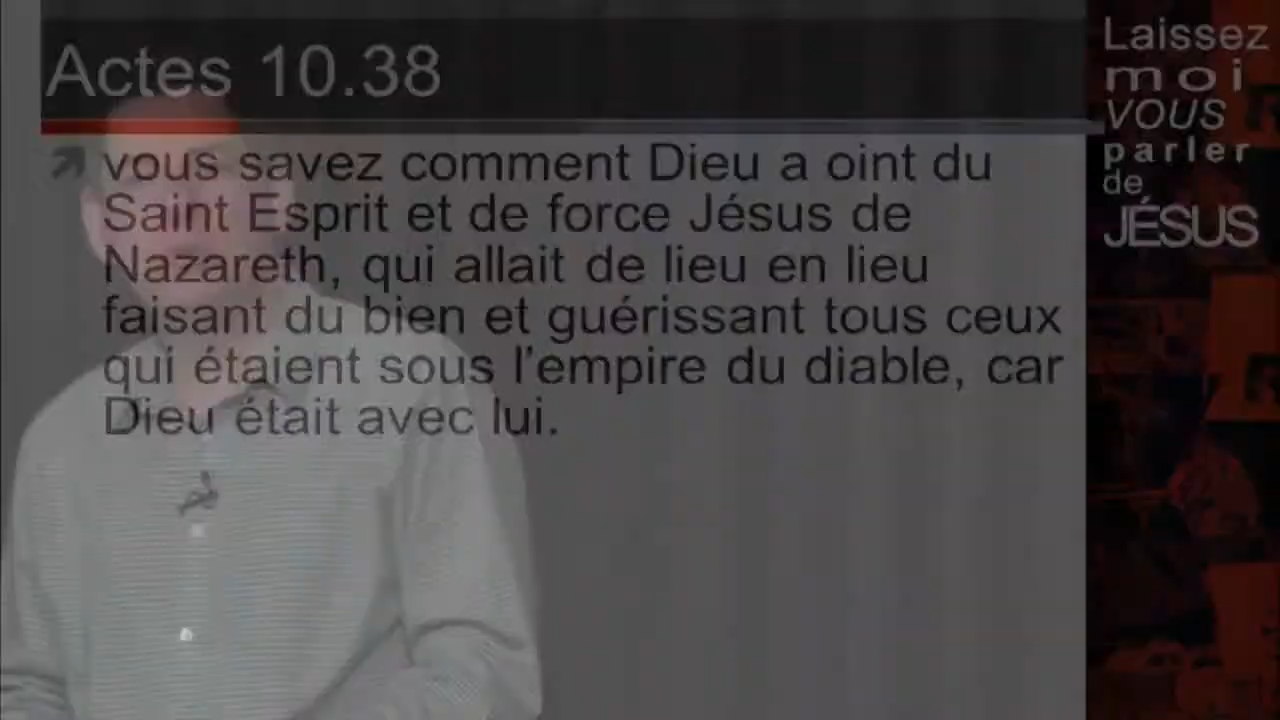 Actes 10.38
vous savez comment Dieu a oint du
Saint Esprit et de force Jésus de
Nazareth, qui allait de lieu en lieu
faisant du bien et guérissant tous ceux
qui étaient sous l'empire du diable, car
Dieu était avec lui.
Laissez
moi
VOUS
parler
de
JÉSUS